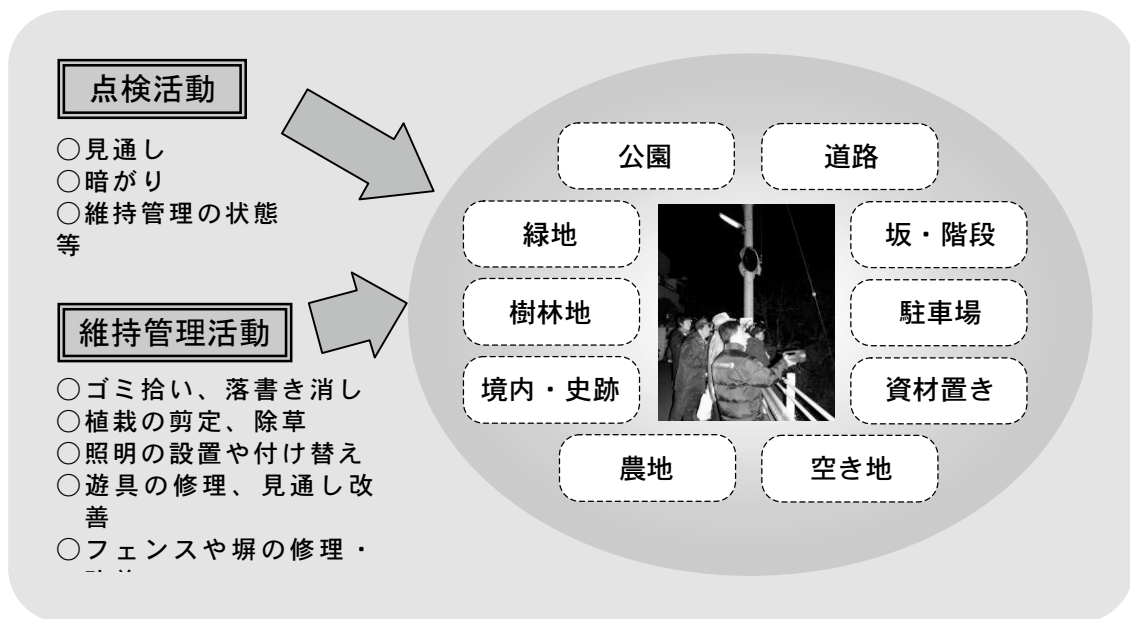 点検活動
○見通し
○暗がり
○維持管理の状態
等
維持管理活動
○ゴミ拾い、落書き消し
○植栽の剪定、除草
○照明の設置や付け替え
○遊具の修理、見通し改
善
○フェンスや塀の修理・
公園
道路
緑地
坂・階段
樹林地
駐車場
境内・史跡
資材置き
農地
空き地